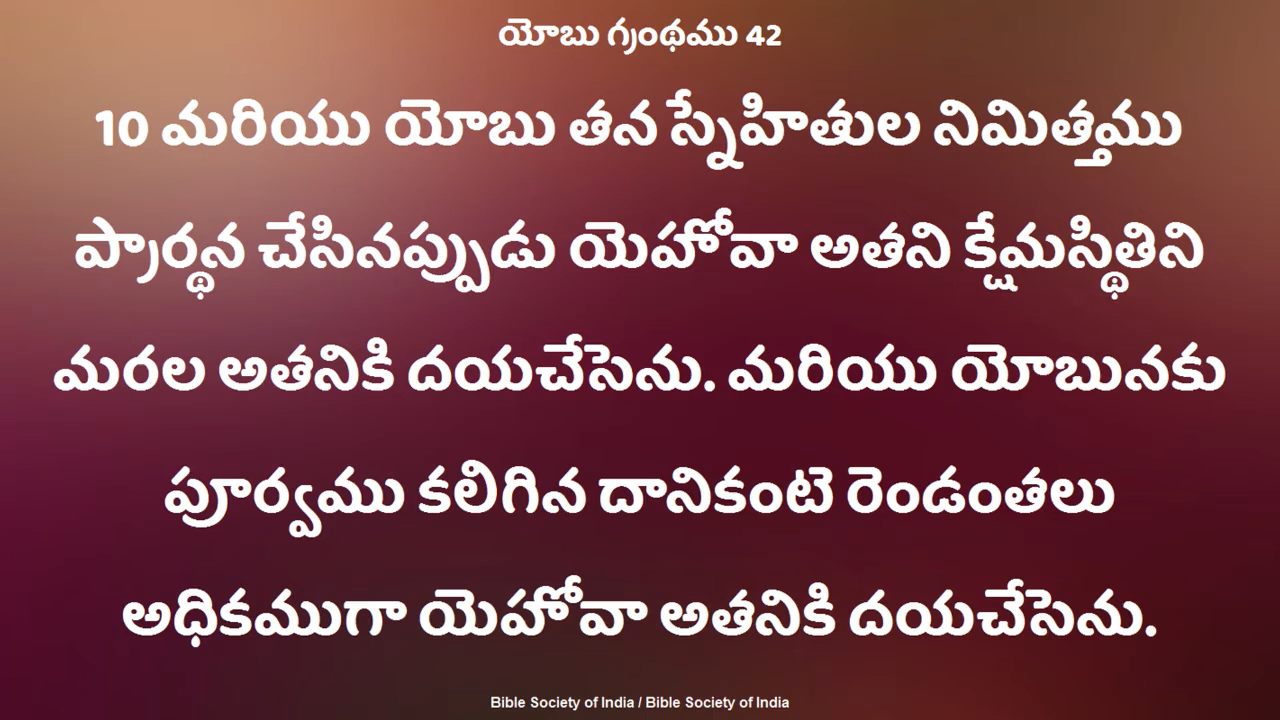 యోబు గ్రంథము 42
10 మరియు యోబు తన స్నేహితుల నిమిత్తము
ప్రార్థన చేసినప్పుడు యెహోవా అతని క్షేమస్థితిని
మరల అతనికి దయచేసెను. మరియు యోబునకు
పూర్వము కలిగిన దానికంటె రెండంతలు
అధికముగా యెహోవా అతనికి దయచేసెను.
Bible Society of India / Bible Society of India